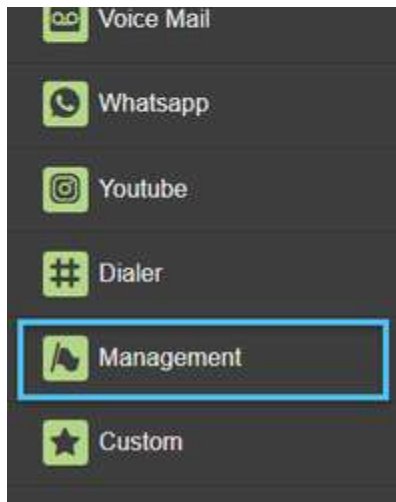 Voice Mail
Whatsapp
Youtube
Dialer
Management
Custom